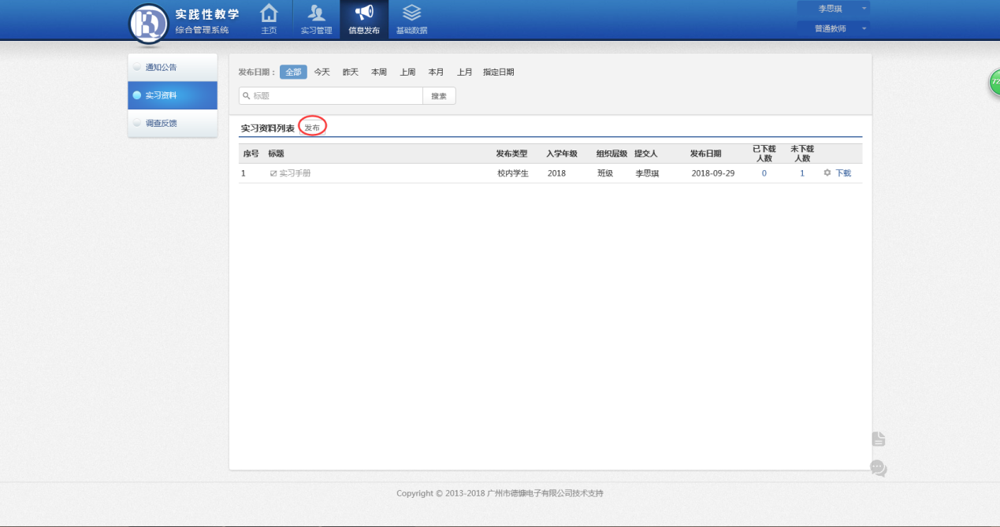 实践性教学
综合管理系统
主页 实习管理 信息发布 基础数据
李思琪
普通教师
通知公告
实习资料
调查反馈
发布日期： 全部 今天 昨天 本周 上周 本月 上月 指定日期
标题 搜素
实习资料列表 发布
序号 标题 发布类型 入学年级 组织层级 提交人 发布日期 已下载人数 未下载人数
1 实习手册 校内学生 2018 班级 李思琪 2018-09-29 0 1 下载
72
Copyright © 2013-2018 广州市德慷电子有限公司技术支持